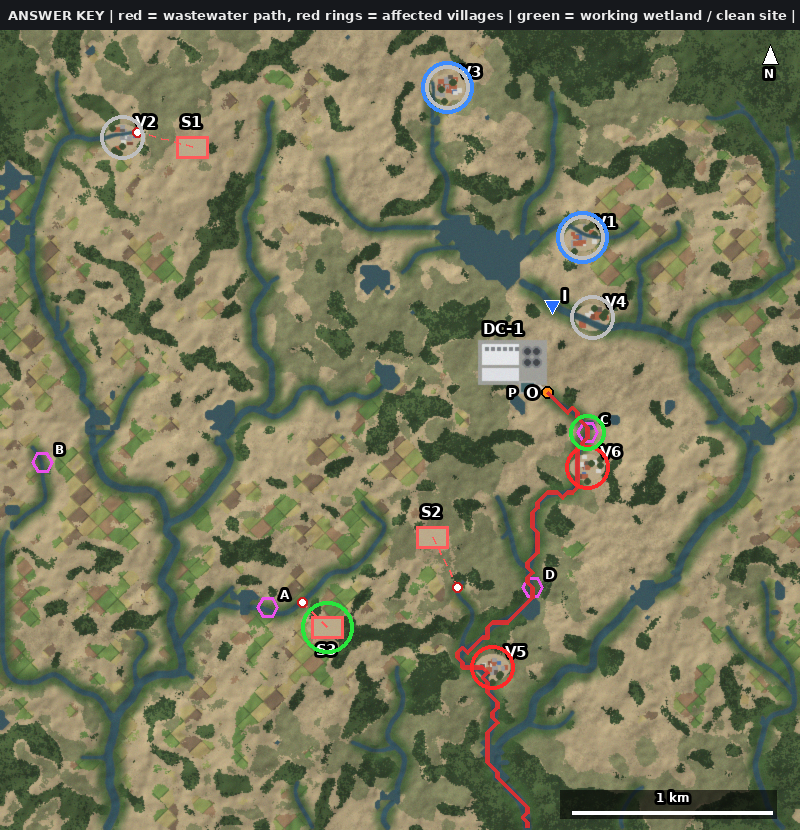 ANSWER KEY | red = wastewater path, red rings = affected villages | green = working wetland / clean site |
N
V3
V2
S1
V1
I
V4
DC-1
P
O
C
B
V6
S2
D
A
S3
V5
1 km